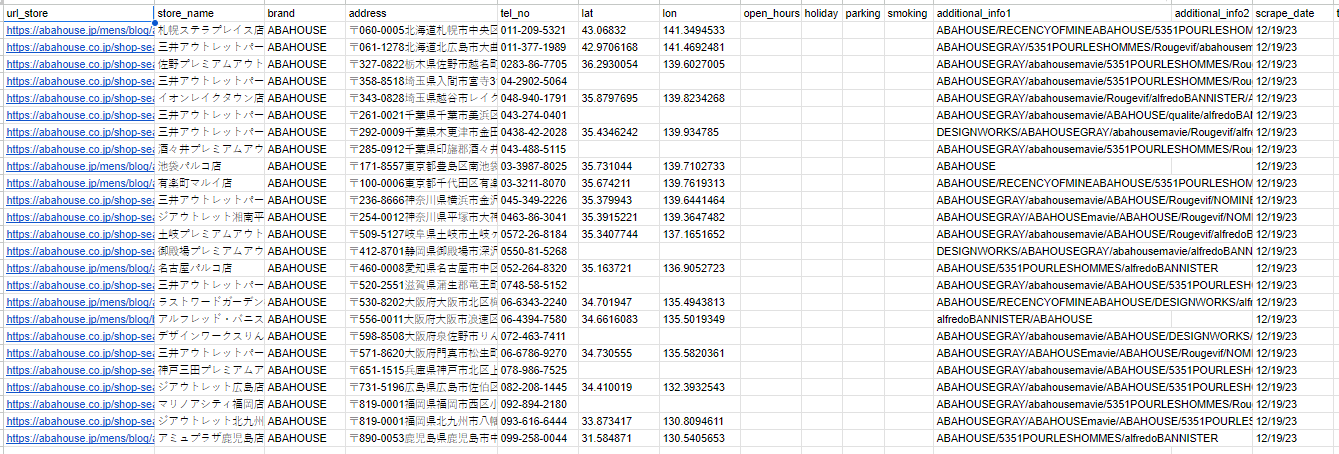 url_store store_name brand address tel_no lat lon open_hours holiday parking smoking additional_info1 additional_info2 scrape_date t
https://abahouse.jp/mens/blog/a 札幌ステラプレイス店 ABAHOUSE 〒060-0005北海道札幌市中央区 011-209-5321 43.06832 141.3494533 ABAHOUSE/RECENCYOFMINEABAHOUSE/5351POURLESHOM 12/19/23
https://abahouse.co.jp/shop-sea 三井アウトレットパー ABAHOUSE 〒061-1278北海道北広島市大曲 011-377-1989 42.9706168 141.4692481 ABAHOUSEGRAY/5351POURLESHOMMES/Rougevif/abahousem 12/19/23
https://abahouse.co.jp/shop-sea 佐野プレミアムアウト ABAHOUSE 〒327-0822栃木県佐野市越名町 0283-86-7705 36.2930054 139.6027005 ABAHOUSEGRAY/abahousemavie/5351POURLESHOMMES/Rou 12/19/23
https://abahouse.co.jp/shop-sea 三井アウトレットパー ABAHOUSE 〒358-8518埼玉県入間市宮寺3 04-2902-5064 ABAHOUSEGRAY/abahousemavie/5351POURLESHOMMES/Roug 12/19/23
https://abahouse.co.jp/shop-sea イオンレイクタウン店 ABAHOUSE 〒343-0828埼玉県越谷市レイク 048-940-1791 35.8797695 139.8234268 ABAHOUSEGRAY/abahousemavie/Rougevif/alfredoBANNISTER/A 12/19/23
https://abahouse.co.jp/shop-sea 三井アウトレットパー ABAHOUSE 〒261-0021千葉県千葉市美浜区 043-274-0401 ABAHOUSEGRAY/abahousemavie/ABAHOUSE/qualite/alfredoBA 12/19/23
https://abahouse.co.jp/shop-sea 三井アウトレットパー ABAHOUSE 〒292-0009千葉県木更津市金田 0438-42-2028 35.4346242 139.934785 DESIGNWORKS/ABAHOUSEGRAY/abahousemavie/Rougevif/alfre 12/19/23
https://abahouse.co.jp/shop-sea 酒々井プレミアムアウ ABAHOUSE 〒285-0912千葉県印旛郡酒々井 043-488-5115 ABAHOUSEGRAY/abahousemavie/5351POURLESHOMMES/Rou 12/19/23
https://abahouse.jp/mens/blog/a 池袋パルコ店 ABAHOUSE 〒171-8557東京都豊島区南池袋 03-3987-8025 35.731044 139.7102733 ABAHOUSE 12/19/23
https://abahouse.jp/mens/blog/a 有楽町マルイ店 ABAHOUSE 〒100-0006東京都千代田区有楽 03-3211-8070 35.674211 139.7619313 ABAHOUSE/RECENCYOFMINEABAHOUSE/5351POURLESHOM 12/19/23
https://abahouse.co.jp/shop-sea 三井アウトレットパー ABAHOUSE 〒236-8666神奈川県横浜市金沢 045-349-2226 35.379943 139.6441464 ABAHOUSEGRAY/ABAHOUSEmavie/Rougevif/NOMINE 12/19/23
https://abahouse.co.jp/shop-sea ジアウトレット湘南平 ABAHOUSE 〒254-0012神奈川県平塚市大神 0463-86-3041 35.3915221 139.3647482 ABAHOUSEGRAY/ABAHOUSEmavie/ABAHOUSE/Rougevif/NOM 12/19/23
https://abahouse.co.jp/shop-sea 土岐プレミアムアウト ABAHOUSE 〒509-5127岐阜県土岐市土岐ヶ 0572-26-8184 35.3407744 137.1651652 ABAHOUSEGRAY/abahousemavie/ABAHOUSE/Rougevif/alfredoB 12/19/23
https://abahouse.co.jp/shop-sea 御殿場プレミアムアウ ABAHOUSE 〒412-8701静岡県御殿場市深沢 0550-81-5268 DESIGNWORKS/ABAHOUSEGRAY/abahousemavie/alfredoBANN 12/19/23
https://abahouse.jp/mens/blog/a 名古屋パルコ店 ABAHOUSE 〒460-0008愛知県名古屋市中区 052-264-8320 35.163721 136.9052723 ABAHOUSE/5351POURLESHOMMES/alfredoBANNISTER 12/19/23
https://abahouse.co.jp/shop-sea 三井アウトレットパー ABAHOUSE 〒520-2551滋賀県蒲生郡竜王町 0748-58-5152 ABAHOUSEGRAY/ABAHOUSEmavie/5351POURLESHOMMES 12/19/23
https://abahouse.jp/mens/blog/a ラストワードガーデン ABAHOUSE 〒530-8202大阪府大阪市北区梅 06-6343-2240 34.701947 135.4943813 ABAHOUSE/RECENCYOFMINEABAHOUSE/DESIGNWORKS/alfr 12/19/23
https://abahouse.jp/mens/blog/b アルフレッド・バニス ABAHOUSE 〒556-0011大阪府大阪市浪速区 06-4394-7580 34.6616083 135.5019349 alfredoBANNISTER/ABAHOUSE 12/19/23
https://abahouse.co.jp/shop-sea デザインワークスりん ABAHOUSE 〒598-8508大阪府泉佐野市りん 072-463-7411 ABAHOUSEGRAY/abahousemavie/ABAHOUSE/DESIGNWORKS/ 12/19/23
https://abahouse.co.jp/shop-sea 三井アウトレットパー ABAHOUSE 〒571-8620大阪府門真市松生町 06-6786-9270 34.730555 135.5820361 ABAHOUSEGRAY/ABAHOUSEmavie/ABAHOUSE/Rougevif/NOM 12/19/23
https://abahouse.co.jp/shop-sea 神戸三田プレミアムア ABAHOUSE 〒651-1515兵庫県神戸市北区上 078-986-7525 ABAHOUSEGRAY/ABAHOUSEmavie/5351POURLESHOMMES 12/19/23
https://abahouse.co.jp/shop-sea ジアウトレット広島店 ABAHOUSE 〒731-5196広島県広島市佐伯区 082-208-1445 34.410019 132.3932543 ABAHOUSEGRAY/ABAHOUSEmavie/ABAHOUSE/5351POURLESH 12/19/23
https://abahouse.co.jp/shop-sea マリノアシティ福岡店 ABAHOUSE 〒819-0001福岡県福岡市西区小 092-894-2180 ABAHOUSEGRAY/abahousemavie/5351POURLESHOMMES/Rou 12/19/23
https://abahouse.co.jp/shop-sea ジアウトレット北九州 ABAHOUSE 〒819-0001福岡県北九州市八幡 093-616-6444 33.873417 130.8094611 ABAHOUSEGRAY/ABAHOUSEmavie/ABAHOUSE/5351POURLES 12/19/23
https://abahouse.jp/mens/blog/a アミュプラザ鹿児島店 ABAHOUSE 〒890-0053鹿児島県鹿児島市中 099-258-0044 31.584871 130.5405653 ABAHOUSE/5351POURLESHOMMES/alfredoBANNISTER 12/19/23